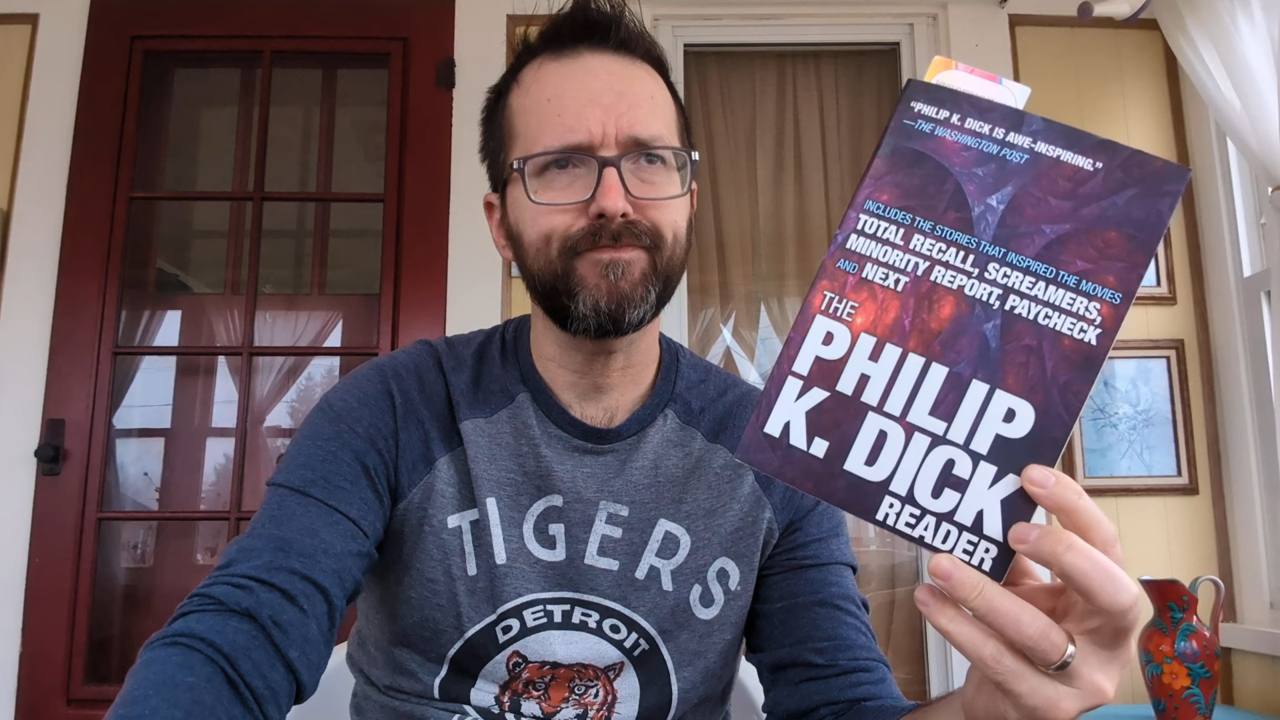 "PHILIP K. DICK IS AWE-INSPIRING."
—THE WASHINGTON POST
INCLUDES THE STORIES THAT INSPIRED THE MOVIES
TOTAL RECALL, SCREAMERS,
MINORITY REPORT, PAYCHECK
AND NEXT
THE
PHILIP
K. DICK
READER
TIGERS
DETROIT